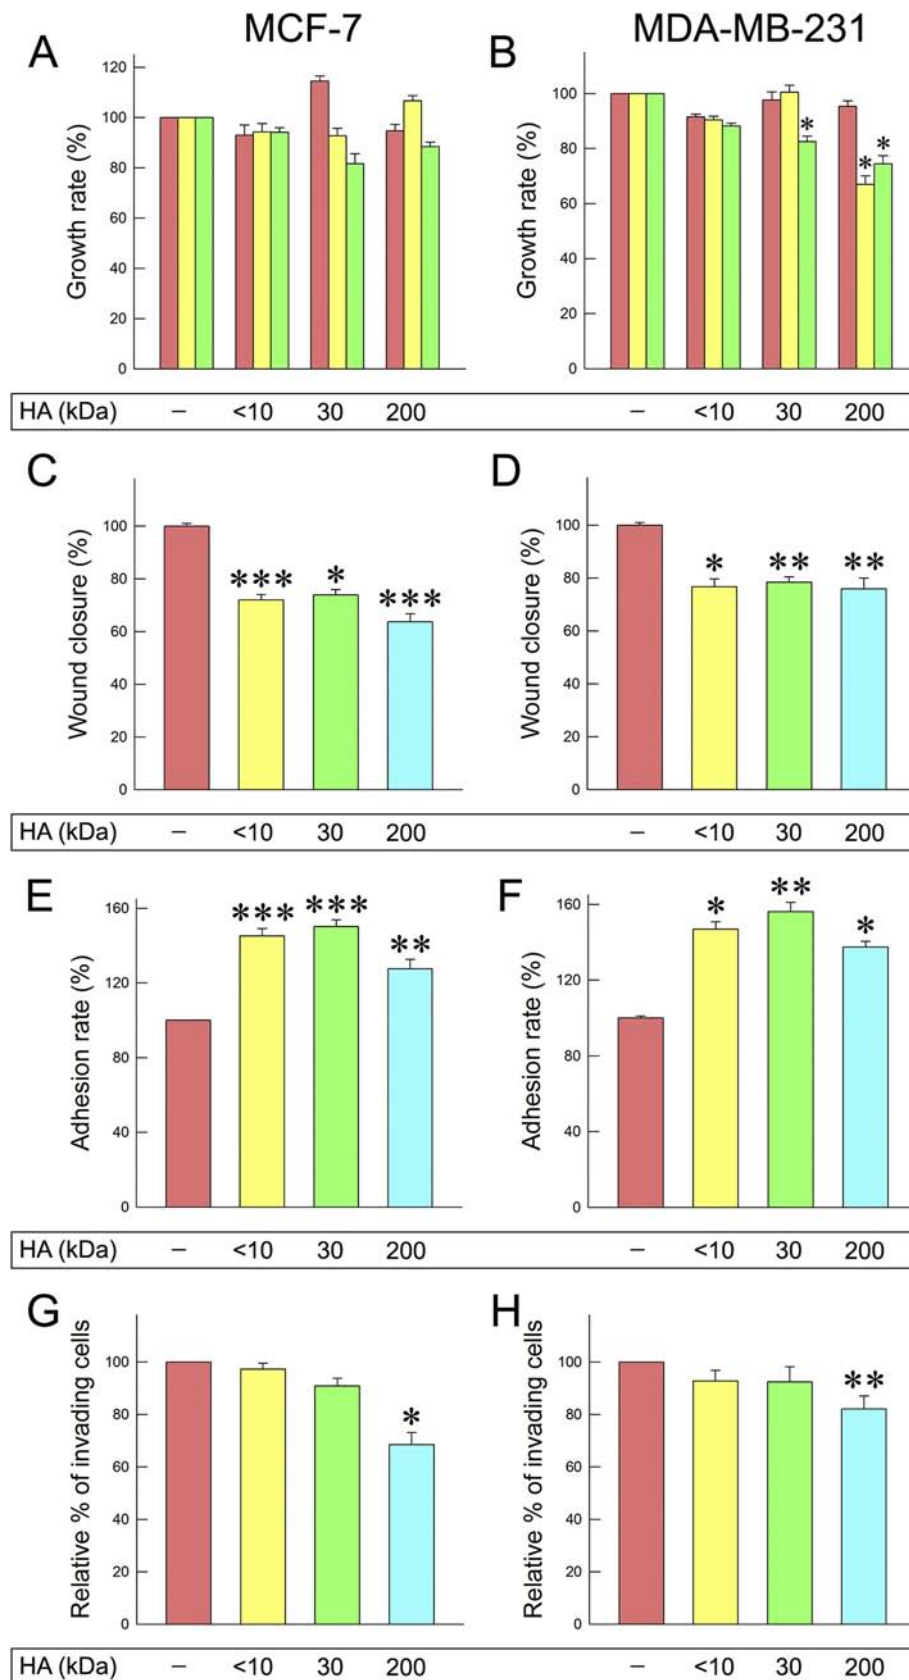 MCF-7 MDA-MB-231
A B
Growth rate (%)
120
100
80
60
40
20
0
Growth rate (%)
100
80
60
40
20
0
* * *
HA (kDa) – <10 30 200 – <10 30 200
C D
Wound closure (%)
100
80
60
40
20
0
*** * ***
Wound closure (%)
100
80
60
40
20
0
* ** **
HA (kDa) – <10 30 200 – <10 30 200
E F
Adhesion rate (%)
160
120
80
40
0
*** *** **
Adhesion rate (%)
160
120
80
40
0
* ** *
HA (kDa) – <10 30 200 – <10 30 200
G H
Relative % of invading cells
100
80
60
40
20
0
*
Relative % of invading cells
100
80
60
40
20
0
**
HA (kDa) – <10 30 200 – <10 30 200